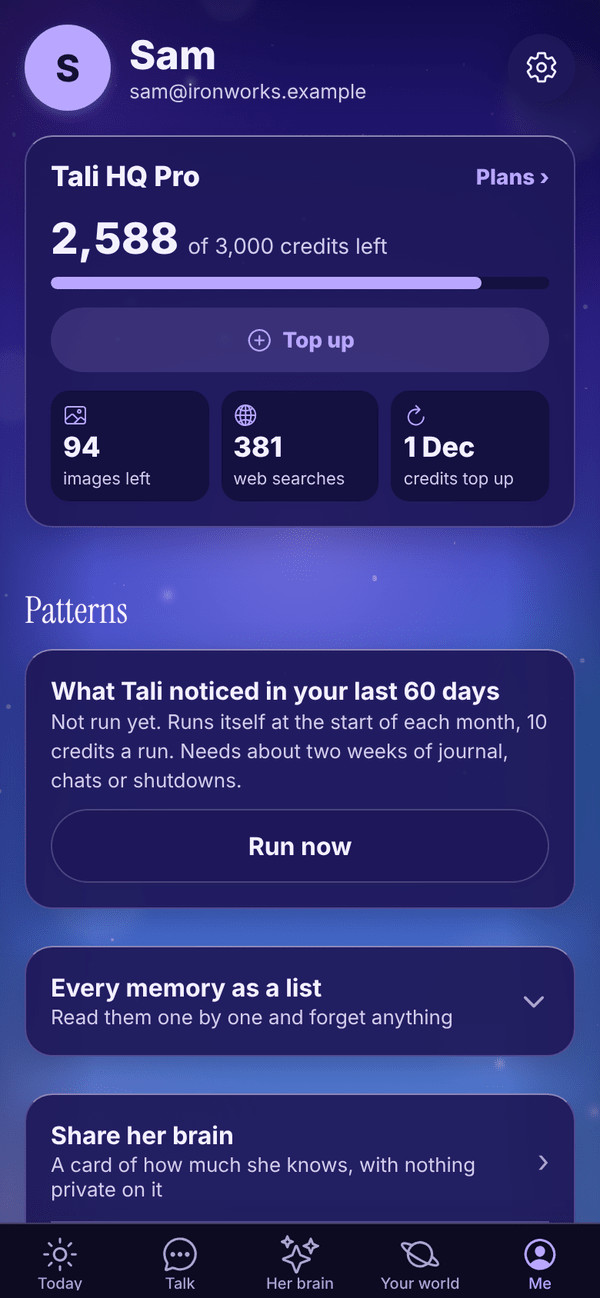 S
Sam
sam@ironworks.example
Tali HQ Pro
Plans ›
2,588 of 3,000 credits left
Top up
94
images left
381
web searches
1 Dec
credits top up
Patterns
What Tali noticed in your last 60 days
Not run yet. Runs itself at the start of each month, 10
credits a run. Needs about two weeks of journal,
chats or shutdowns.
Run now
Every memory as a list
Read them one by one and forget anything
Share her brain
A card of how much she knows, with nothing
private on it
Today
Talk
Her brain
Your world
Me